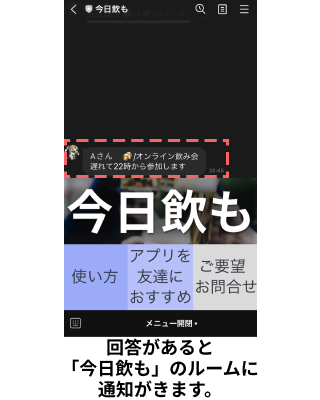 今日飲も
Aさん 🍻/オンライン飲み会
遅れて22時から参加します
20:45
今日飲も
使い方
アプリを
友達に
おすすめ
ご要望
お問合せ
メニュー開閉▾
回答があると
「今日飲も」のルームに
通知がきます。